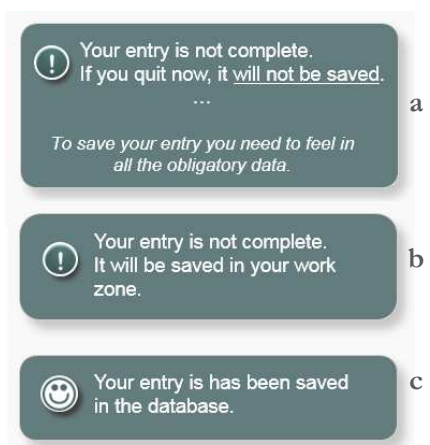 Your entry is not complete.
If you quit now, it will not be saved.
...
To save your entry you need to feel in
all the obligatory data.
a
Your entry is not complete.
It will be saved in your work
zone.
b
Your entry is has been saved
in the database.
c